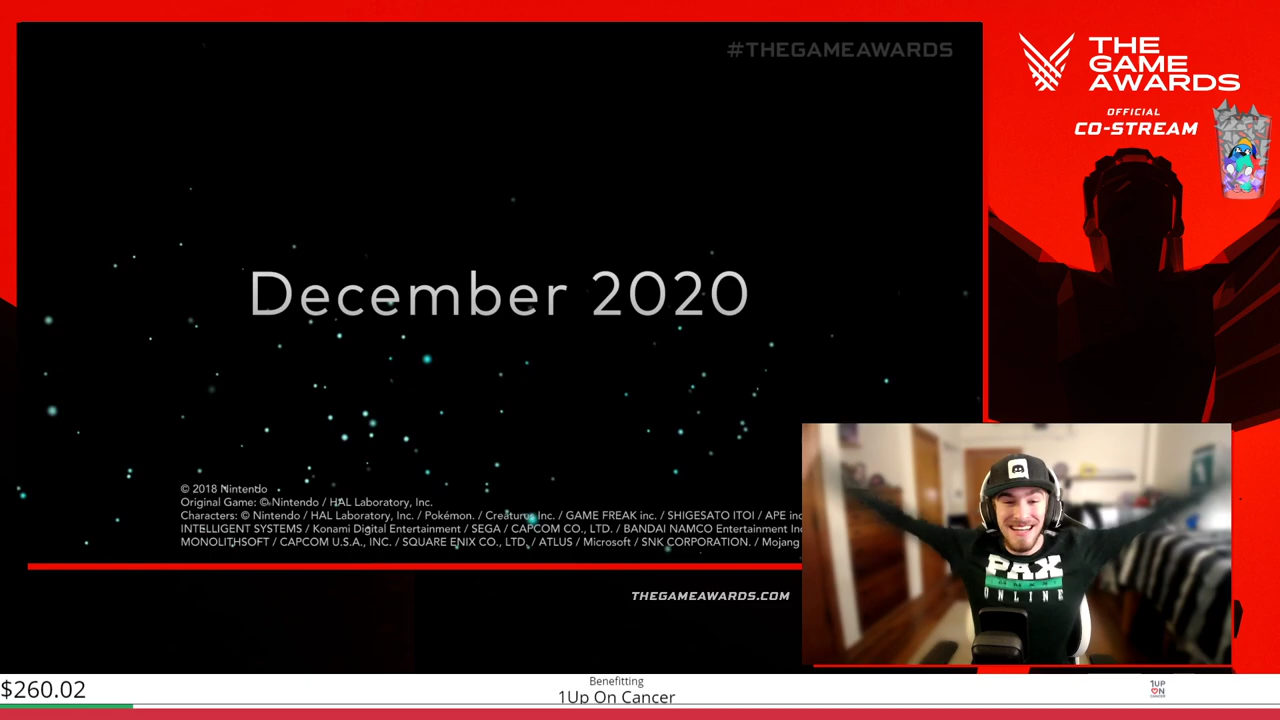 #THEGAMEAWARDS
THE
GAME
AWARDS
OFFICIAL
CO-STREAM
December 2020
© 2018 Nintendo
Original Game: © Nintendo / HAL Laboratory, Inc.
Characters: © Nintendo / HAL Laboratory, Inc. / Pokémon. / Creatures Inc. / GAME FREAK inc. / SHIGESATO ITOI / APE inc
INTELLIGENT SYSTEMS / Konami Digital Entertainment / SEGA / CAPCOM CO., LTD. / BANDAI NAMCO Entertainment Inc
MONOLITHSOFT / CAPCOM U.S.A., INC. / SQUARE ENIX CO., LTD. / ATLUS / Microsoft / SNK CORPORATION. / Mojang
PAX
ONLINE
THEGAMEAWARDS.COM
$260.02
Benefitting
1Up On Cancer
1UP
ON